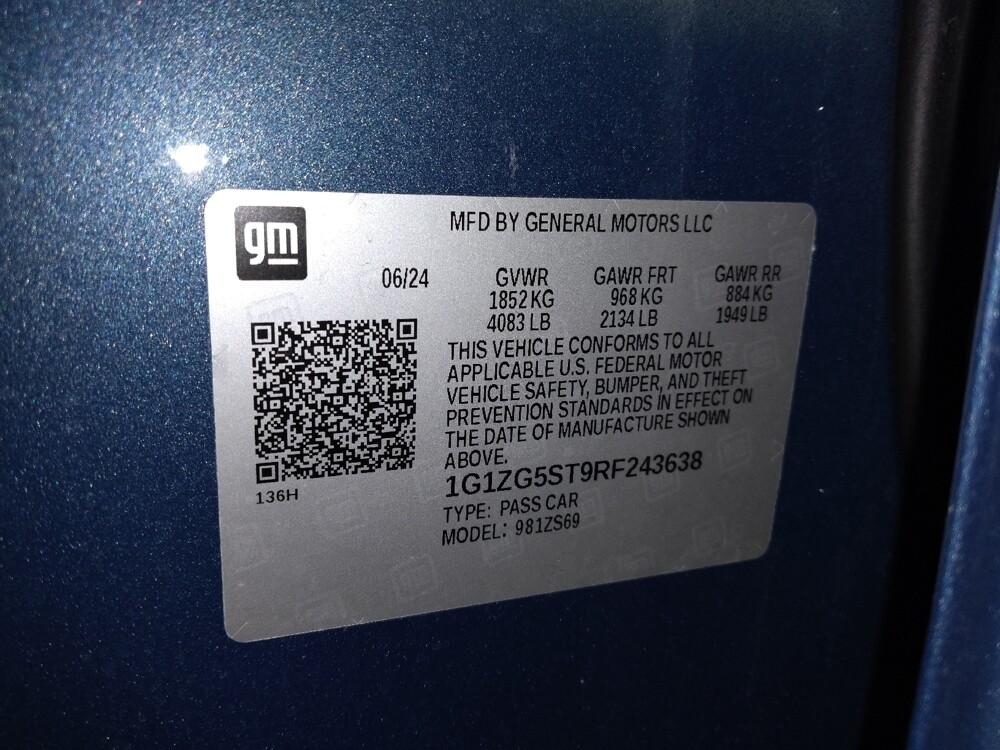 gm
MFD BY GENERAL MOTORS LLC
06/24 GVWR GAWR FRT GAWR RR
1852 KG 968 KG 884 KG
4083 LB 2134 LB 1949 LB
THIS VEHICLE CONFORMS TO ALL
APPLICABLE U.S. FEDERAL MOTOR
VEHICLE SAFETY, BUMPER, AND THEFT
PREVENTION STANDARDS IN EFFECT ON
THE DATE OF MANUFACTURE SHOWN
ABOVE.
1G1ZG5ST9RF243638
136H
TYPE: PASS CAR
MODEL: 981ZS69